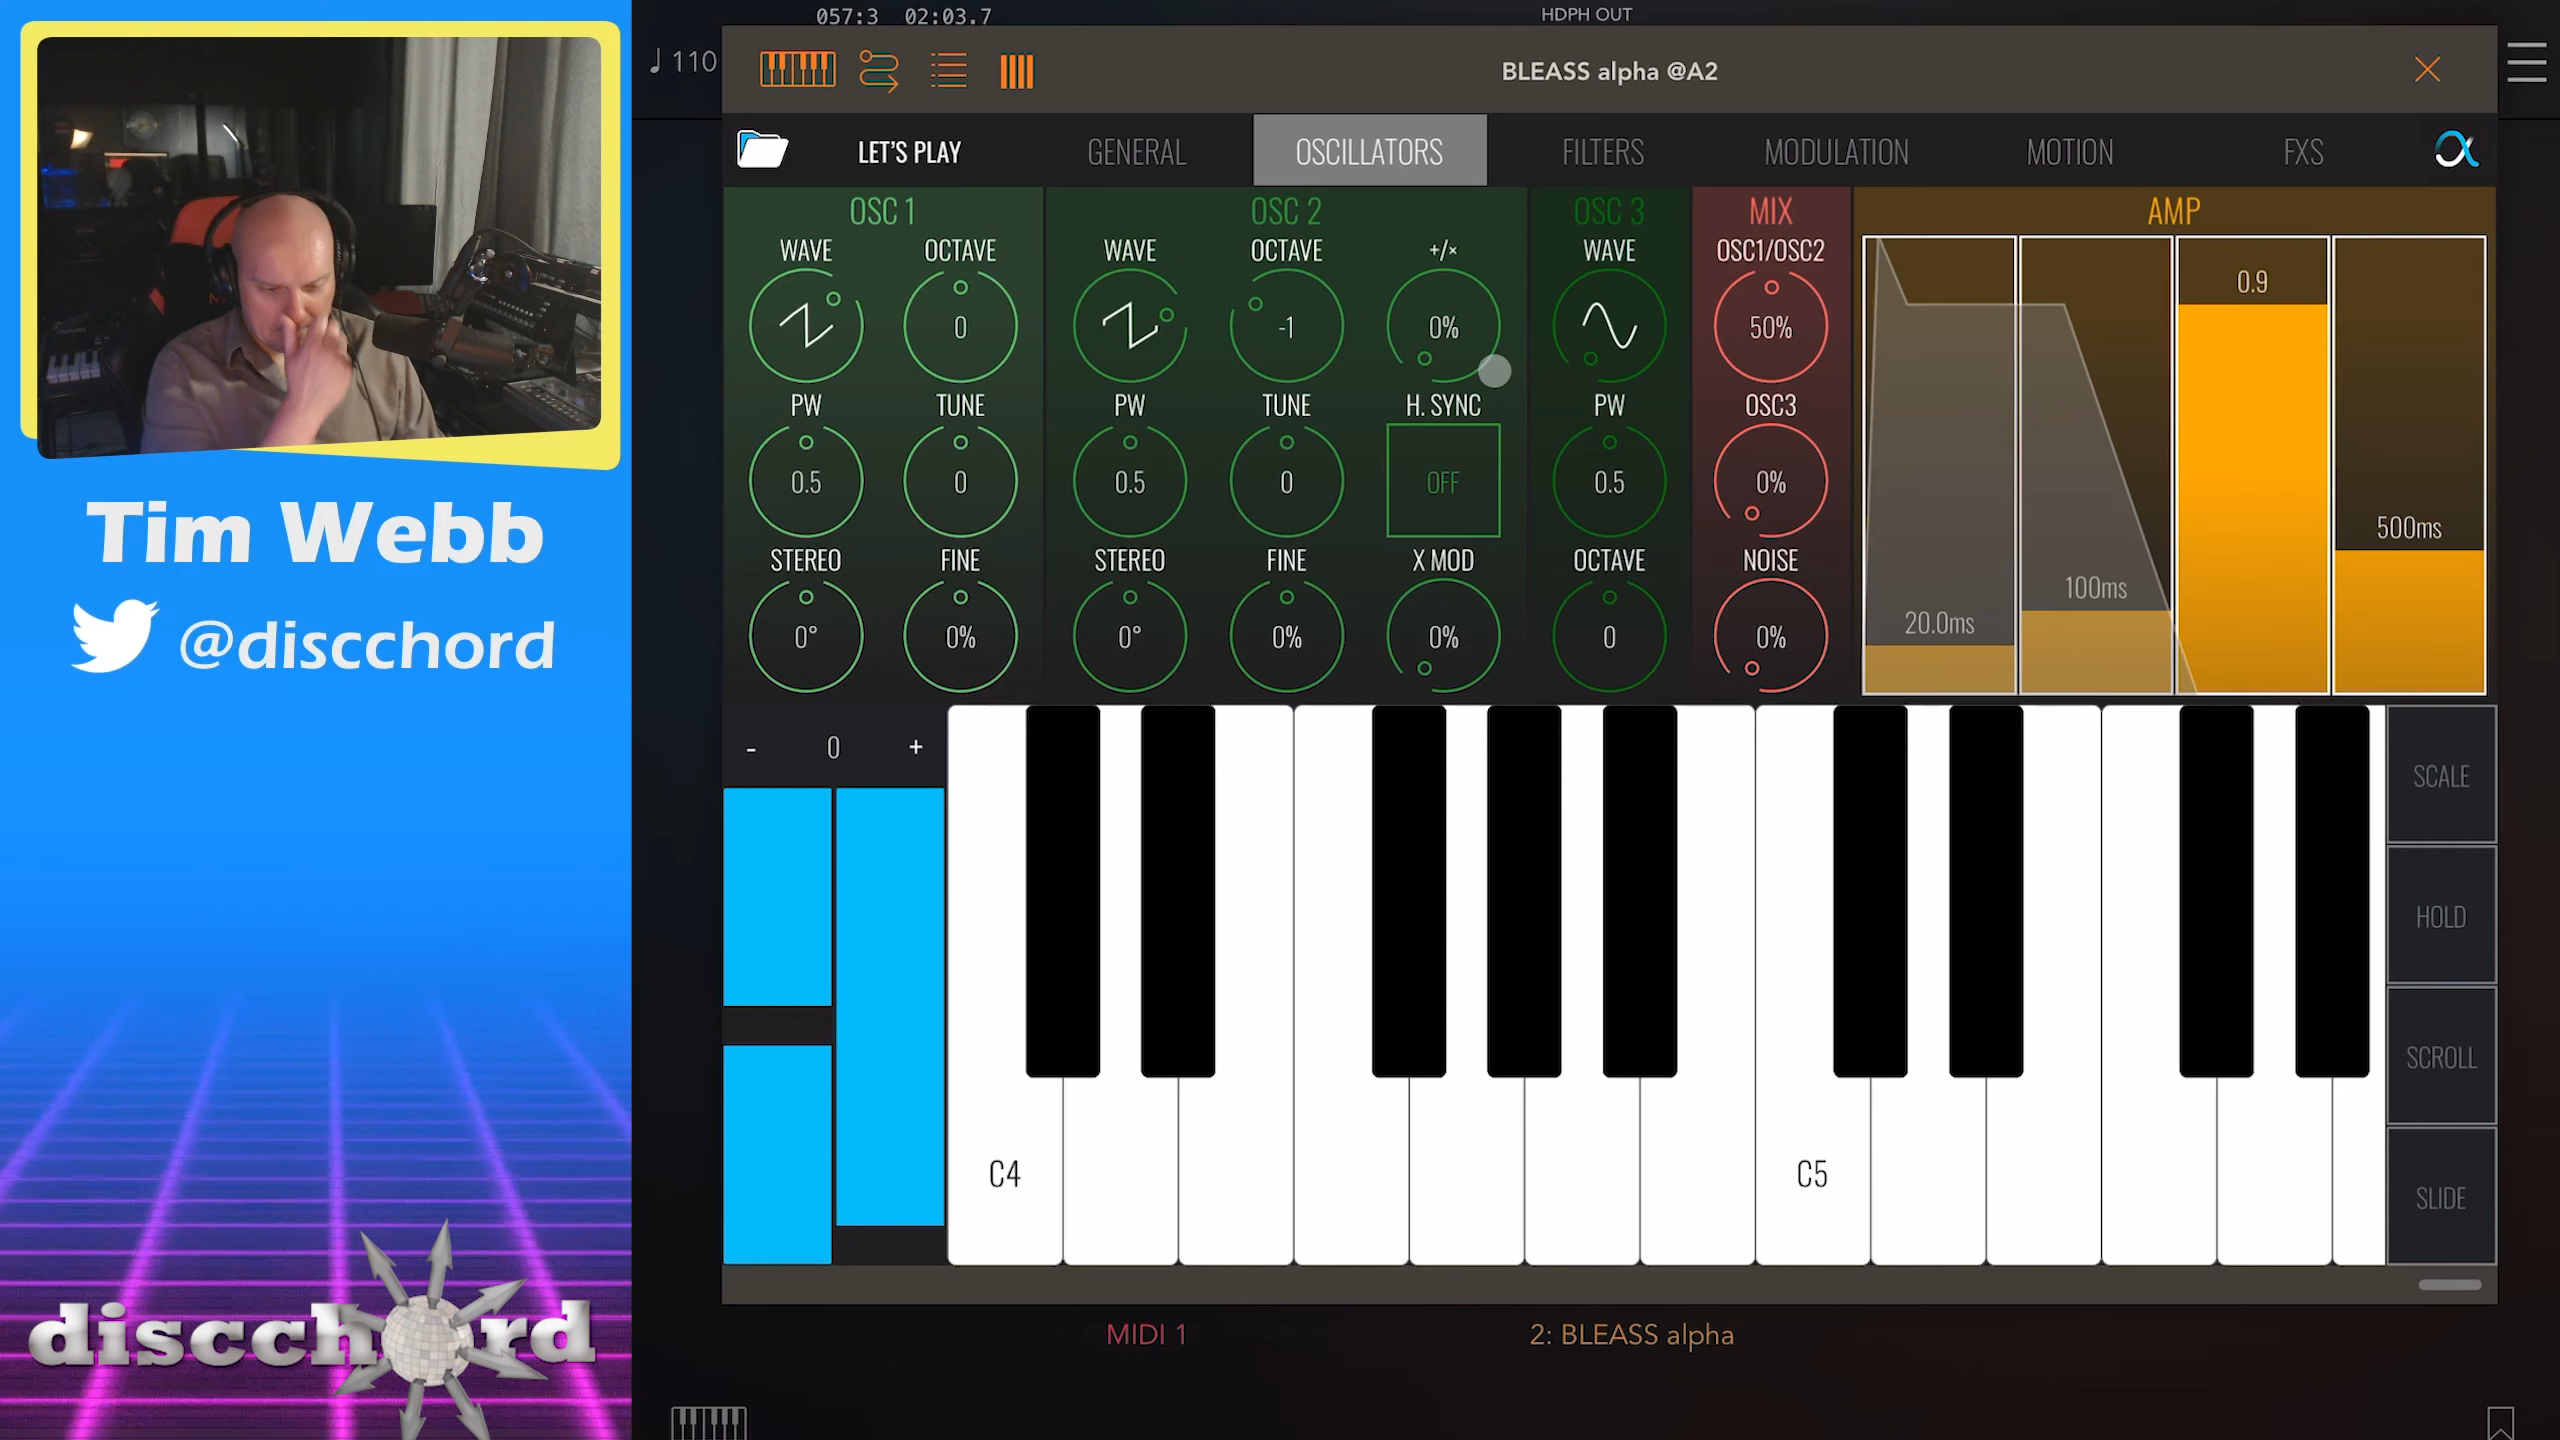 057:3 02:03.7
HDPH OUT
110
BLEASS alpha @A2
LET'S PLAY
GENERAL
OSCILLATORS
FILTERS
MODULATION
MOTION
FXS
OSC 1
OSC 2
OSC 3
MIX
AMP
WAVE
OCTAVE
WAVE
OCTAVE
+/×
WAVE
OSC1/OSC2
0
-1
0%
50%
0.9
PW
TUNE
PW
TUNE
H. SYNC
PW
OSC3
0.5
0
0.5
0
OFF
0.5
0%
500ms
STEREO
FINE
STEREO
FINE
X MOD
OCTAVE
NOISE
100ms
20.0ms
0°
0%
0°
0%
0%
0
0%
- 0 +
SCALE
HOLD
SCROLL
SLIDE
C4
C5
MIDI 1
2: BLEASS alpha
Tim Webb
@discchord
discchord